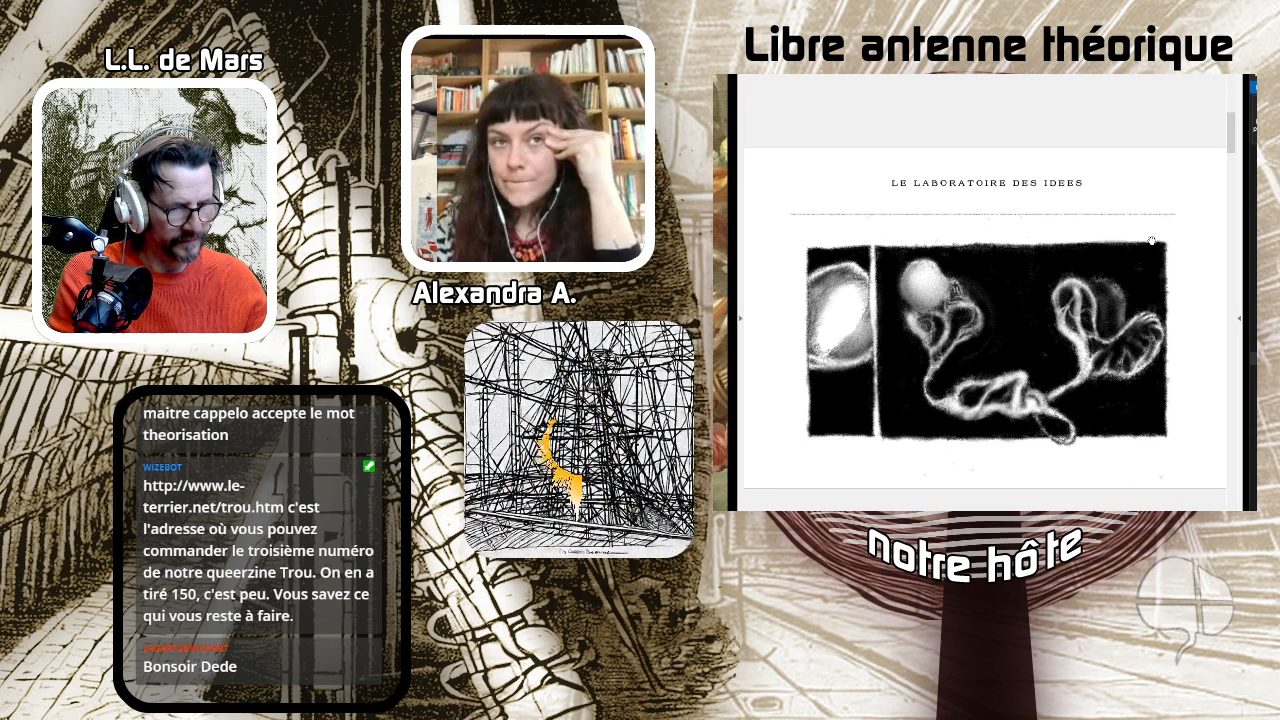 L.L. de Mars
Libre antenne théorique
LE LABORATOIRE DES IDEES
Alexandra A.
maitre cappelo accepte le mot
theorisation
WIZEBOT
http://www.le-
terrier.net/trou.htm c'est
l'adresse où vous pouvez
commander le troisième numéro
de notre queerzine Trou. On en a
tiré 150, c'est peu. Vous savez ce
qui vous reste à faire.
Bonsoir Dede
notre hôte